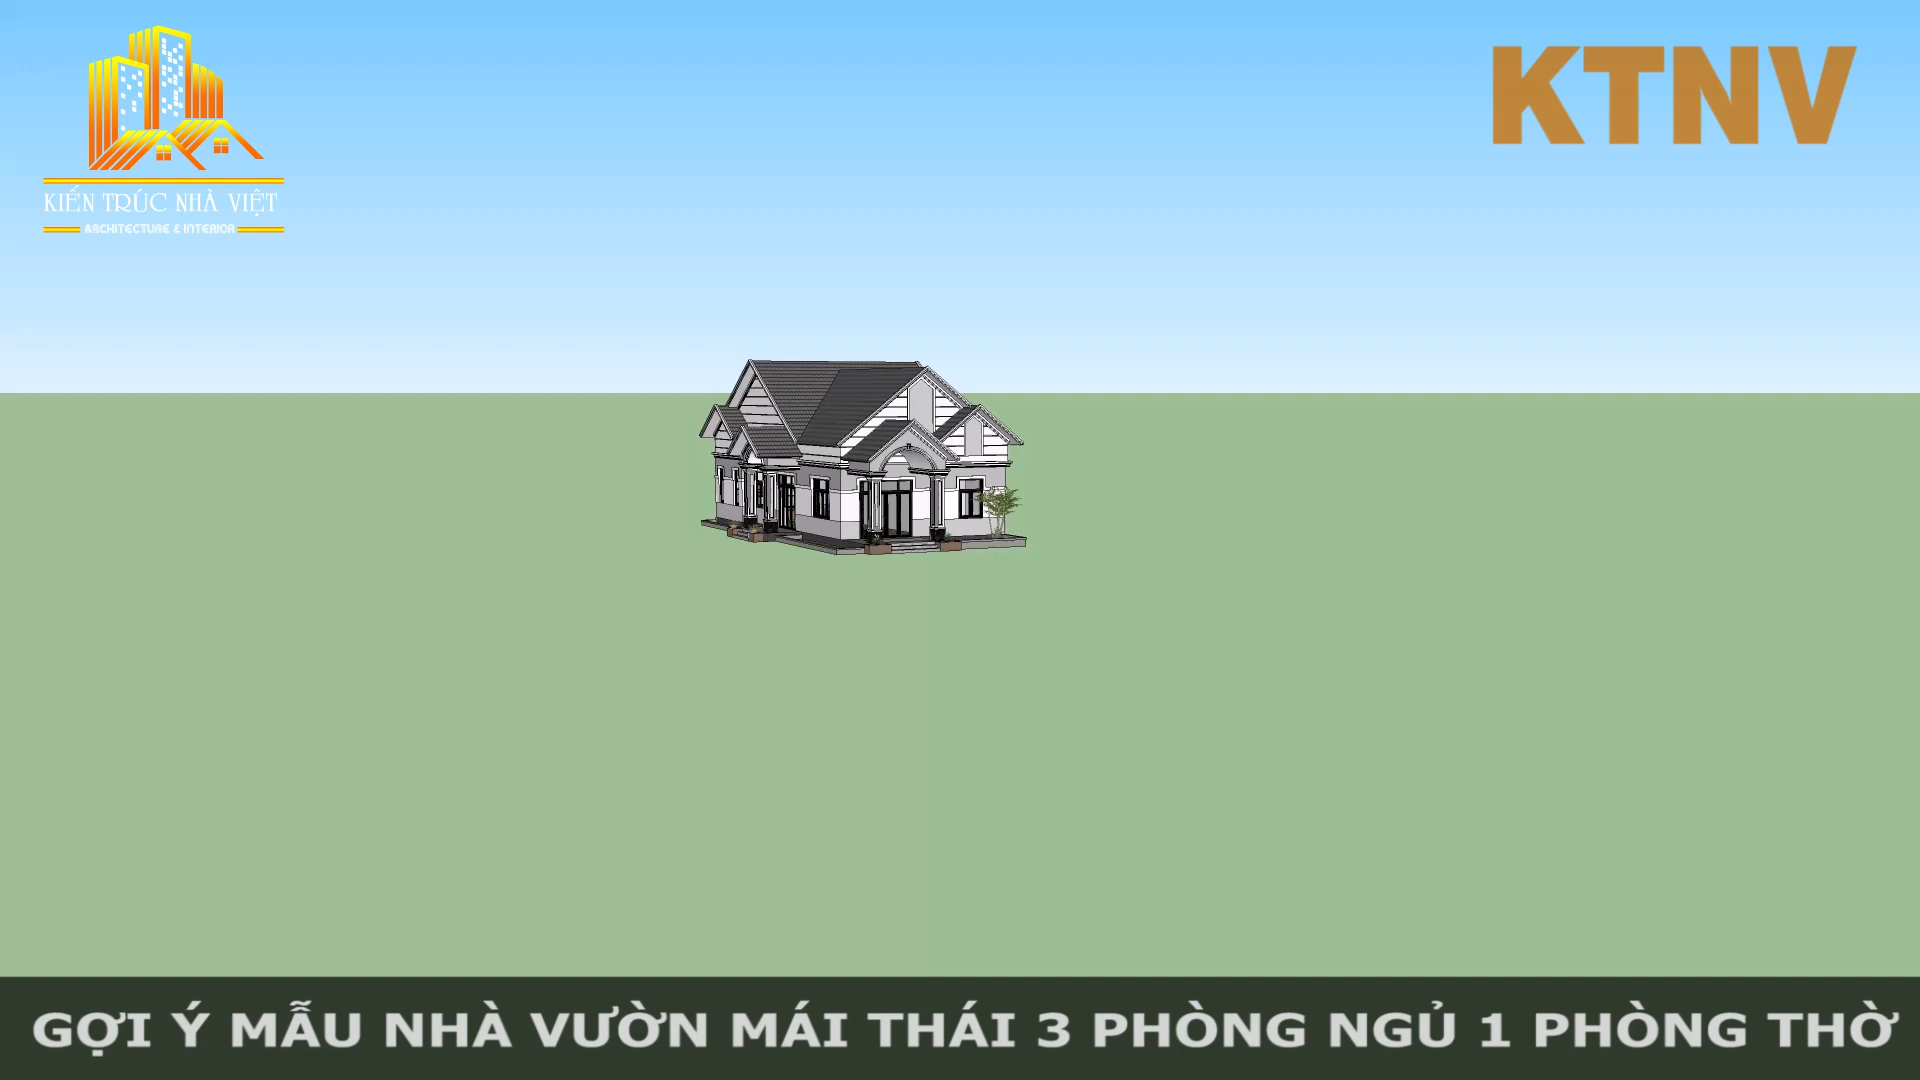 KTNV
KIẾN TRÚC NHÀ VIỆT
ARCHITECTURE & INTERIOR
GỢI Ý MẪU NHÀ VƯỜN MÁI THÁI 3 PHÒNG NGỦ 1 PHÒNG THỜ